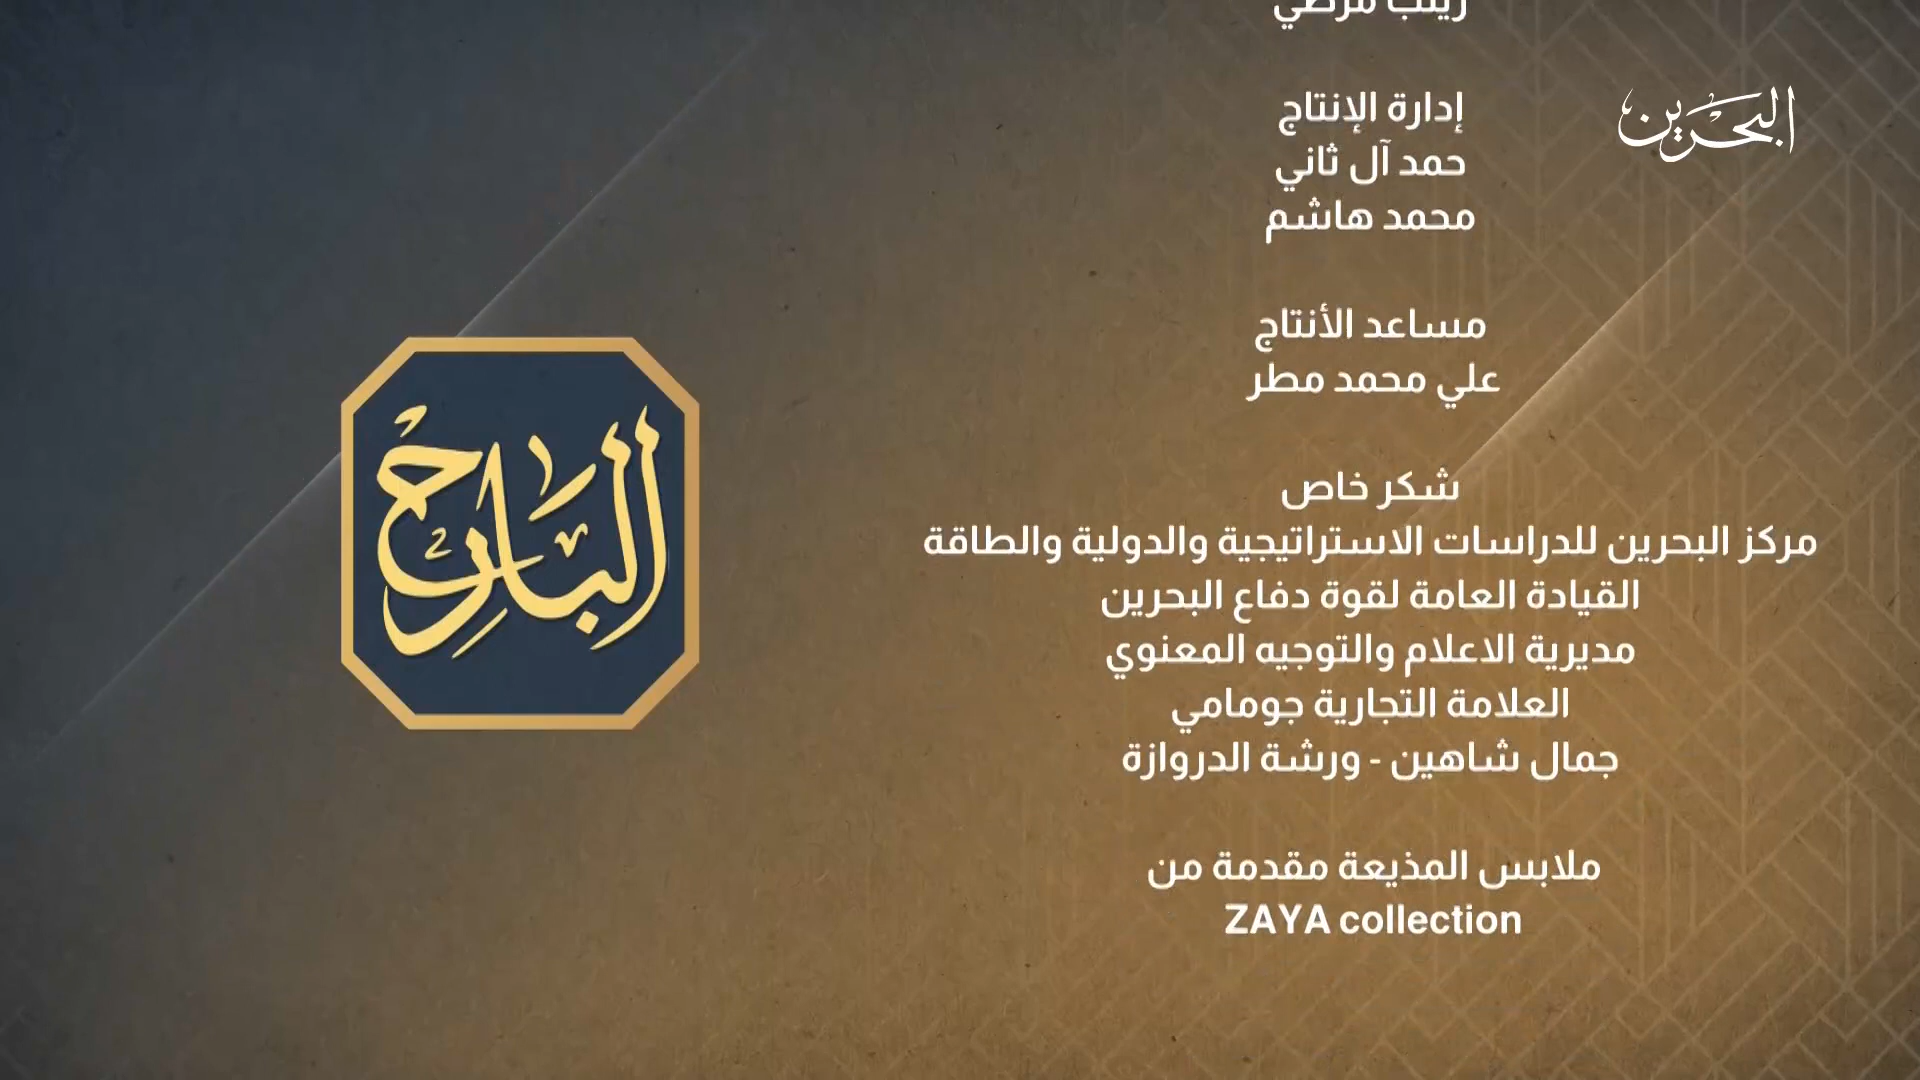 البحرين
إدارة الإنتاج
حمد آل ثاني
محمد هاشم
مساعد الأنتاج
علي محمد مطر
شكر خاص
مركز البحرين للدراسات الاستراتيجية والدولية والطاقة
القيادة العامة لقوة دفاع البحرين
مديرية الاعلام والتوجيه المعنوي
العلامة التجارية جومامي
جمال شاهين - ورشة الدروازة
ملابس المذيعة مقدمة من
ZAYA collection